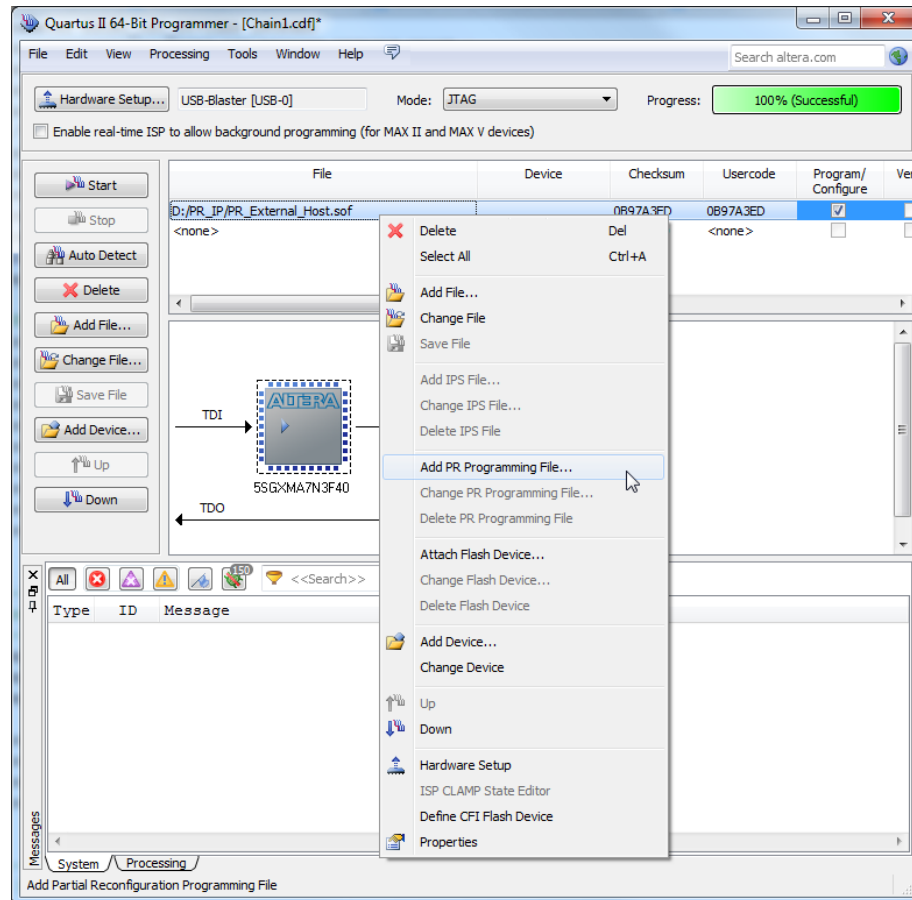 Quartus II 64-Bit Programmer - [Chain1.cdf]*
File Edit View Processing Tools Window Help
Search altera.com
Hardware Setup... USB-Blaster [USB-0] Mode: JTAG Progress: 100% (Successful)
Enable real-time ISP to allow background programming (for MAX II and MAX V devices)
Start
Stop
Auto Detect
Delete
Add File...
Change File...
Save File
Add Device...
Up
Down
File Device Checksum Usercode Program/ Configure
D:/PR_IP/PR_External_Host.sof 0B97A3ED 0B97A3ED
<none> <none>
TDI
ALTERA
5SGXMA7N3F40
TDO
Delete Del
Select All Ctrl+A
Add File...
Change File
Save File
Add IPS File...
Change IPS File...
Delete IPS File
Add PR Programming File...
Change PR Programming File...
Delete PR Programming File
Attach Flash Device...
Change Flash Device...
Delete Flash Device
Add Device...
Change Device
Up
Down
Hardware Setup
ISP CLAMP State Editor
Define CFI Flash Device
Properties
All 150 <<Search>>
Type ID Message
Messages
System Processing
Add Partial Reconfiguration Programming File